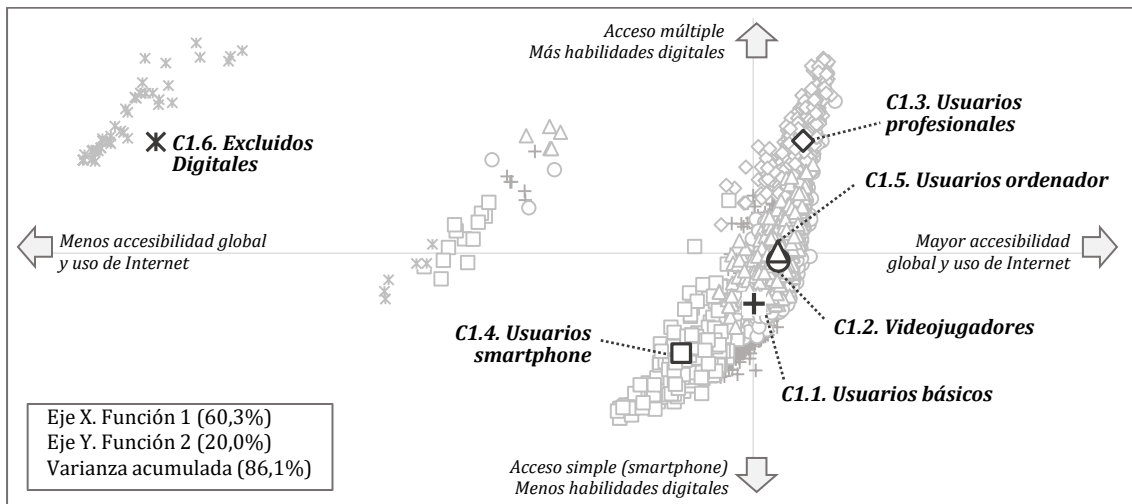 Acceso múltiple
Más habilidades digitales
C1.3. Usuarios
profesionales
C1.6. Excluidos
Digitales
C1.5. Usuarios ordenador
Menos accesibilidad global
y uso de Internet
Mayor accesibilidad
global y uso de Internet
C1.4. Usuarios
smartphone
C1.2. Videojugadores
C1.1. Usuarios básicos
Eje X. Función 1 (60,3%)
Eje Y. Función 2 (20,0%)
Varianza acumulada (86,1%)
Acceso simple (smartphone)
Menos habilidades digitales